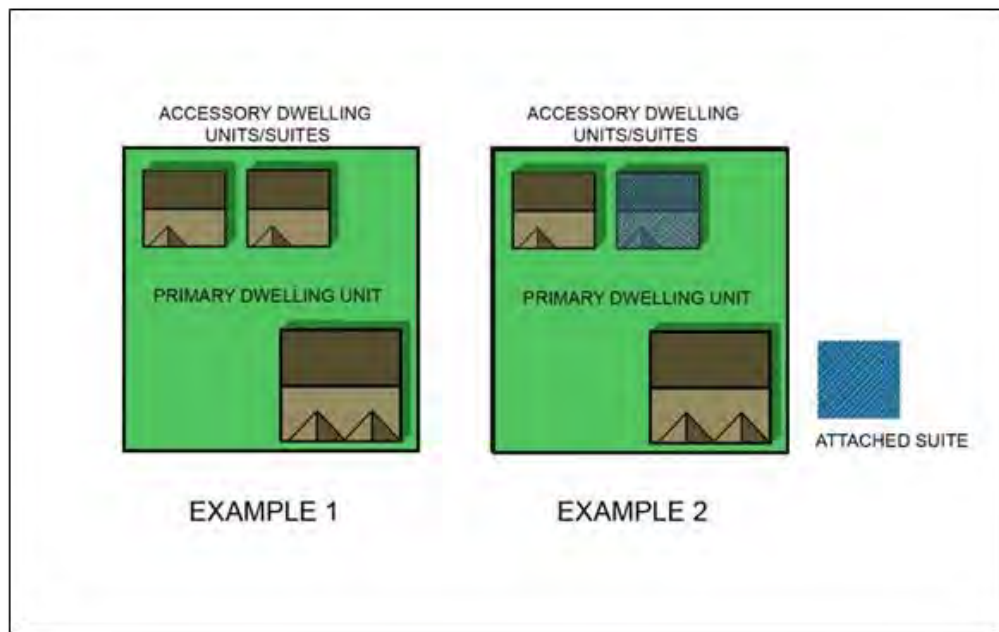 ACCESSORY DWELLING
UNITS/SUITES
PRIMARY DWELLING UNIT
EXAMPLE 1
ACCESSORY DWELLING
UNITS/SUITES
PRIMARY DWELLING UNIT
EXAMPLE 2
ATTACHED SUITE